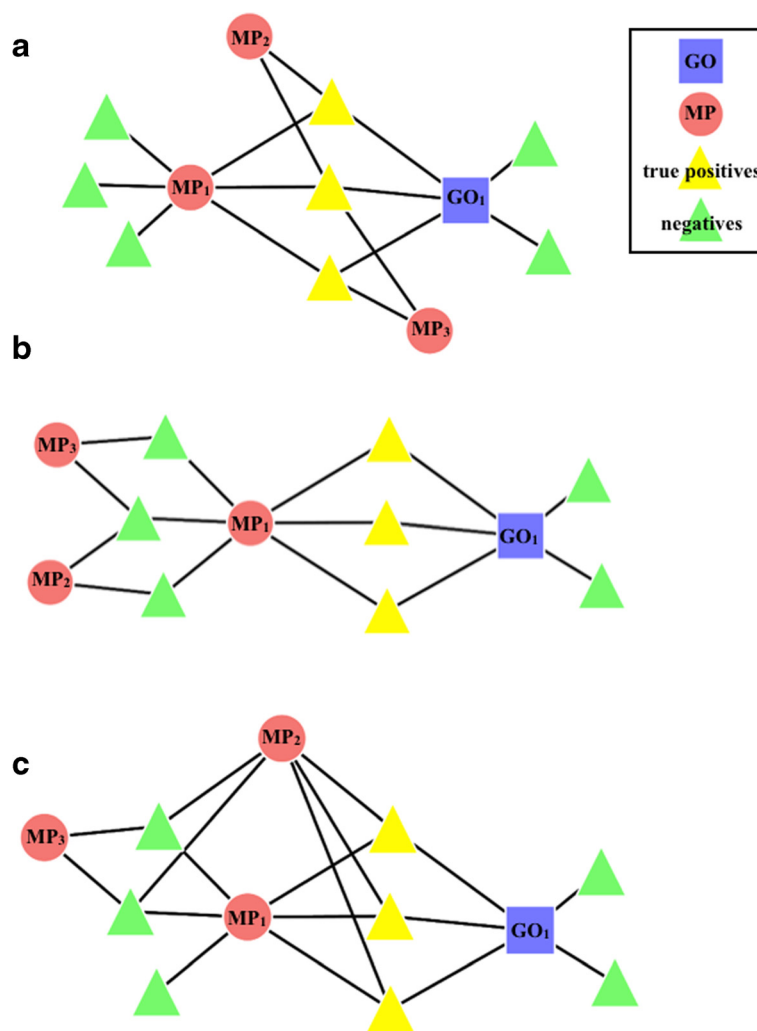 a
MP₂
GO
MP
MP₁
GO₁
true positives
negatives
MP₃
b
MP₃
MP₁
GO₁
MP₂
c
MP₂
MP₃
MP₁
GO₁